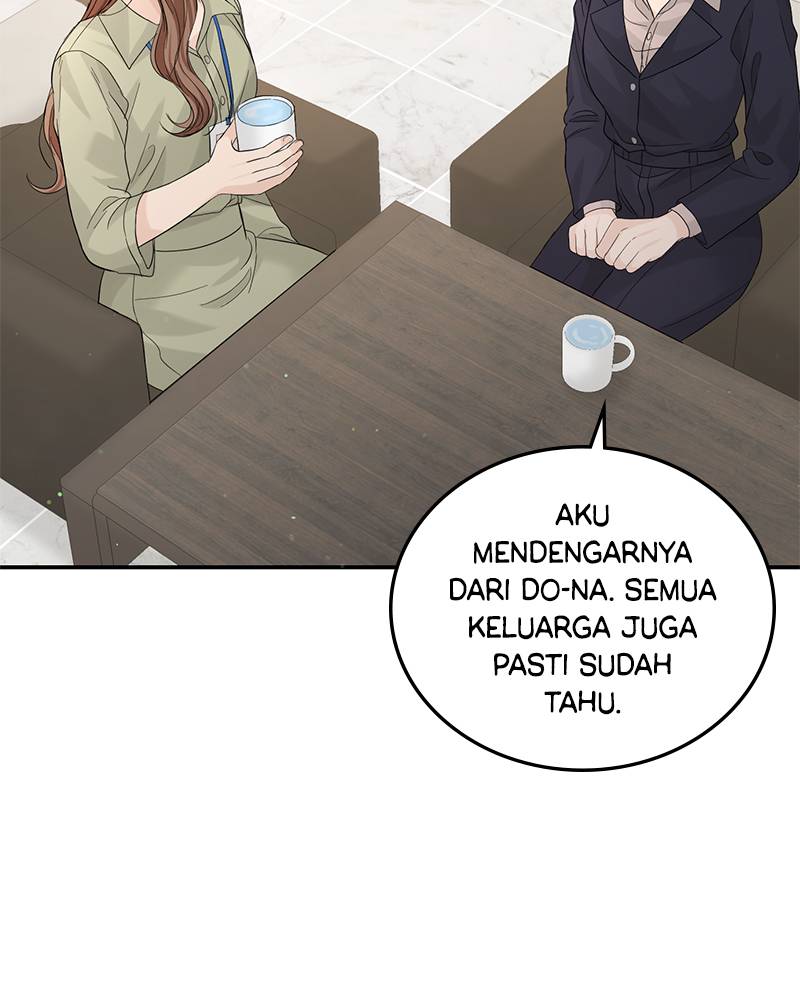 AKU
MENDENGARNYA
DARI DO-NA. SEMUA
KELUARGA JUGA
PASTI SUDAH
TAHU.